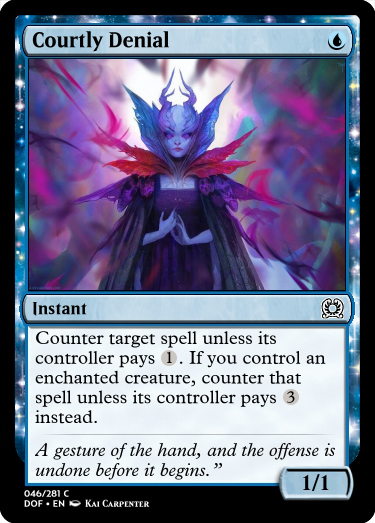 Courtly Denial
Instant
Counter target spell unless its
controller pays 1. If you control an
enchanted creature, counter that
spell unless its controller pays 3
instead.
A gesture of the hand, and the offense is
undone before it begins.”
1/1
046/281 C
DOF • EN Kai Carpenter